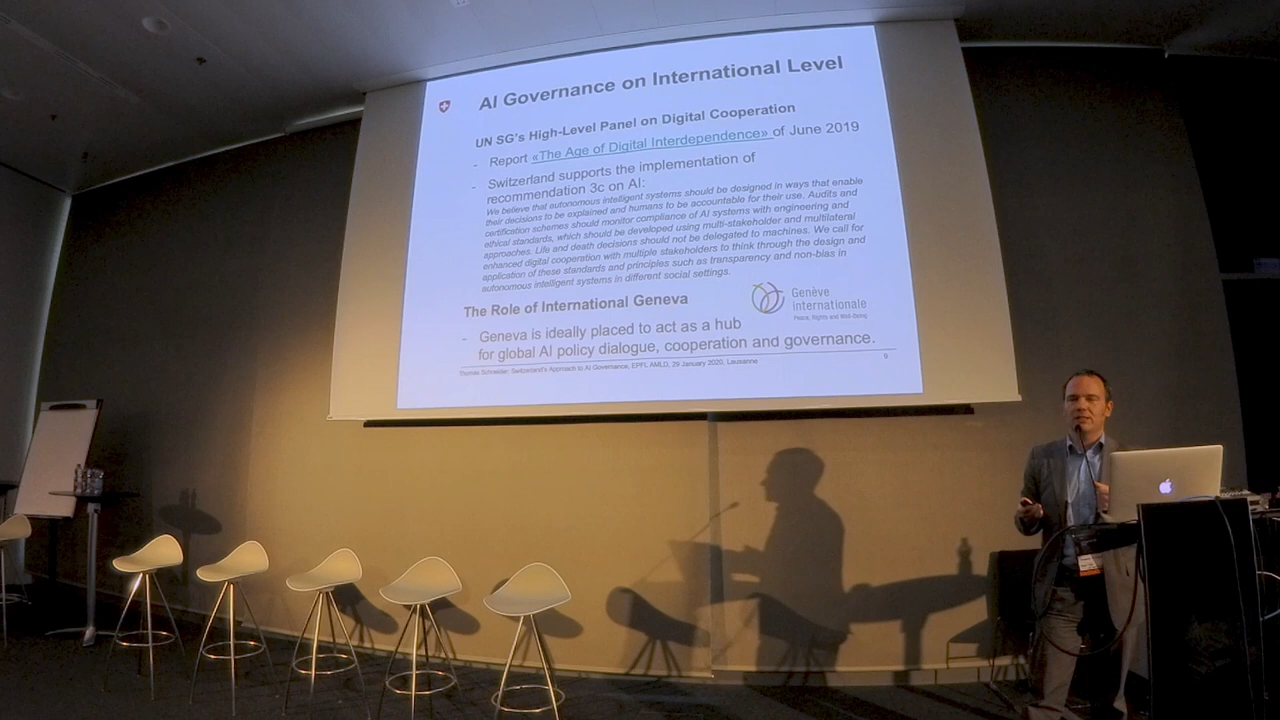 AI Governance on International Level
UN SG's High-Level Panel on Digital Cooperation
- Report «The Age of Digital Interdependence» of June 2019
- Switzerland supports the implementation of
recommendation 3c on AI:
We believe that autonomous intelligent systems should be designed in ways that enable
their decisions to be explained and humans to be accountable for their use. Audits and
certification schemes should monitor compliance of AI systems with engineering and
ethical standards, which should be developed using multi-stakeholder and multilateral
approaches. Life and death decisions should not be delegated to machines. We call for
enhanced digital cooperation with multiple stakeholders to think through the design and
application of these standards and principles such as transparency and non-bias in
autonomous intelligent systems in different social settings.
The Role of International Geneva
Genève
internationale
Peace, Rights and Well-Being
- Geneva is ideally placed to act as a hub
for global AI policy dialogue, cooperation and governance.
Thomas Schneider: Switzerland's Approach to AI Governance, EPFL AMLD, 29 January 2020, Lausanne
9